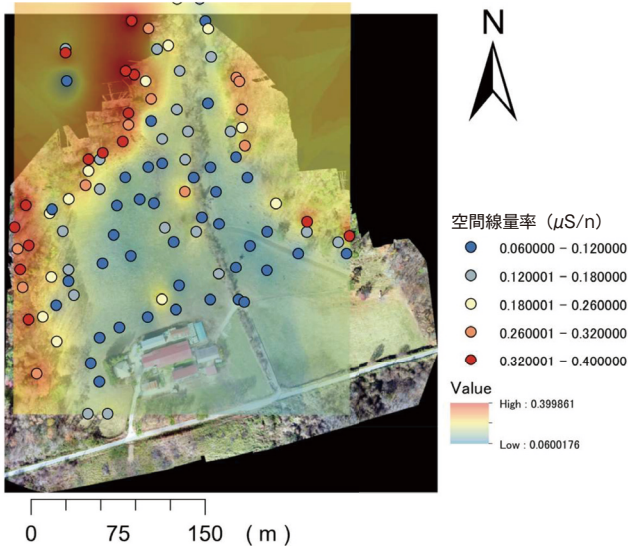 N
空間線量率 (μS/n)
0.060000 – 0.120000
0.120001 – 0.180000
0.180001 – 0.260000
0.260001 – 0.320000
0.320001 – 0.400000
Value
High : 0.399861
Low : 0.0600176
0 75 150 (m)